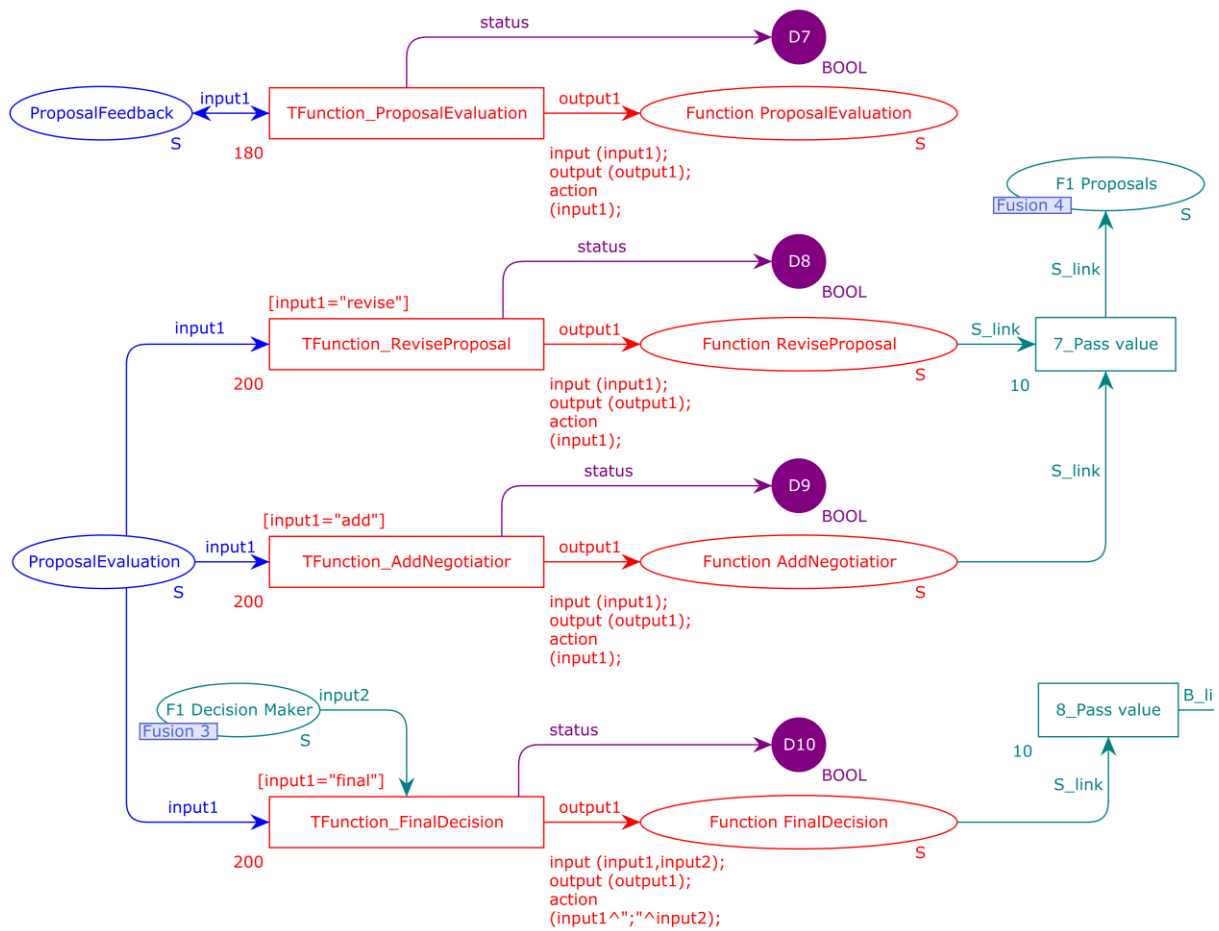 status
D7
BOOL
ProposalFeedback
S
input1
TFunction_ProposalEvaluation
180
output1
Function ProposalEvaluation
S
input (input1);
output (output1);
action
(input1);
F1 Proposals
Fusion 4
S
S_link
status
D8
BOOL
[input1="revise"]
input1
TFunction_ReviseProposal
200
output1
Function ReviseProposal
S
S_link
7_Pass value
10
input (input1);
output (output1);
action
(input1);
S_link
status
D9
BOOL
[input1="add"]
ProposalEvaluation
S
input1
TFunction_AddNegotiatior
200
output1
Function AddNegotiatior
S
input (input1);
output (output1);
action
(input1);
F1 Decision Maker
Fusion 3
S
input2
status
D10
BOOL
8_Pass value
10
B_li
S_link
[input1="final"]
input1
TFunction_FinalDecision
200
output1
Function FinalDecision
S
input (input1,input2);
output (output1);
action
(input1^";"^input2);